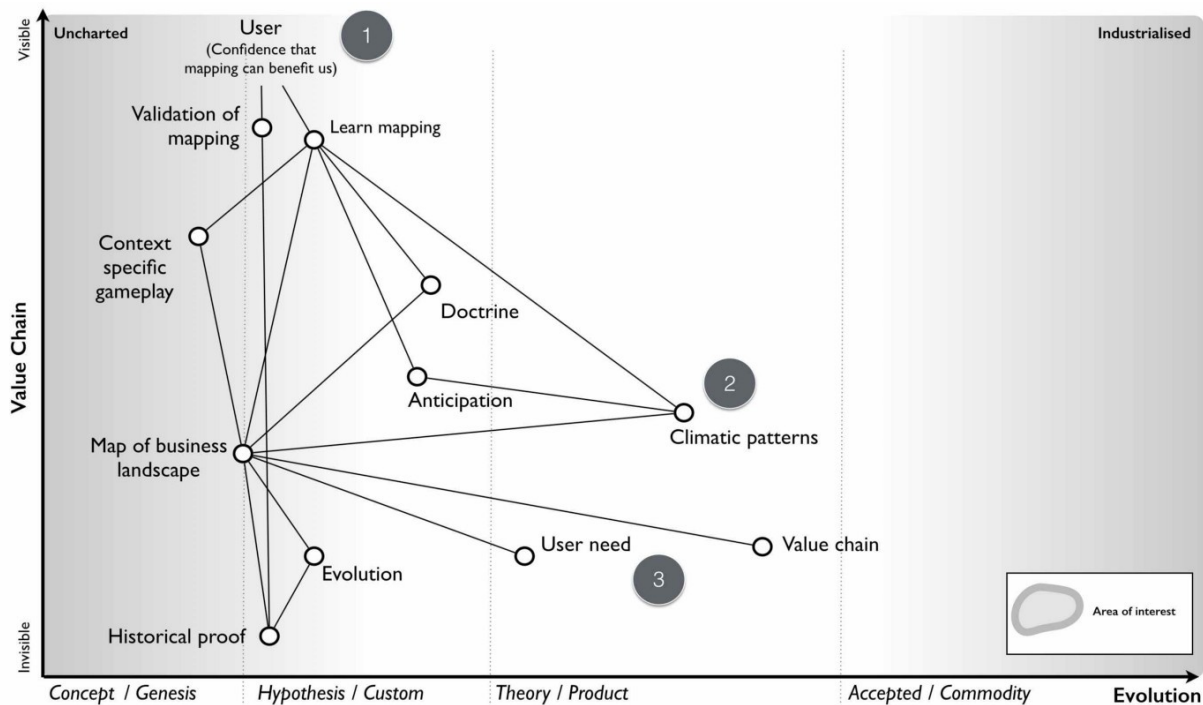 Visible
Uncharted
User
(Confidence that
mapping can benefit us)
1
Industrialised
Validation of
mapping
Learn mapping
Context
specific
gameplay
Doctrine
Value Chain
Anticipation
2
Climatic patterns
Map of business
landscape
User need
Value chain
Evolution
3
Historical proof
Area of interest
Invisible
Concept / Genesis
Hypothesis / Custom
Theory / Product
Accepted / Commodity
Evolution